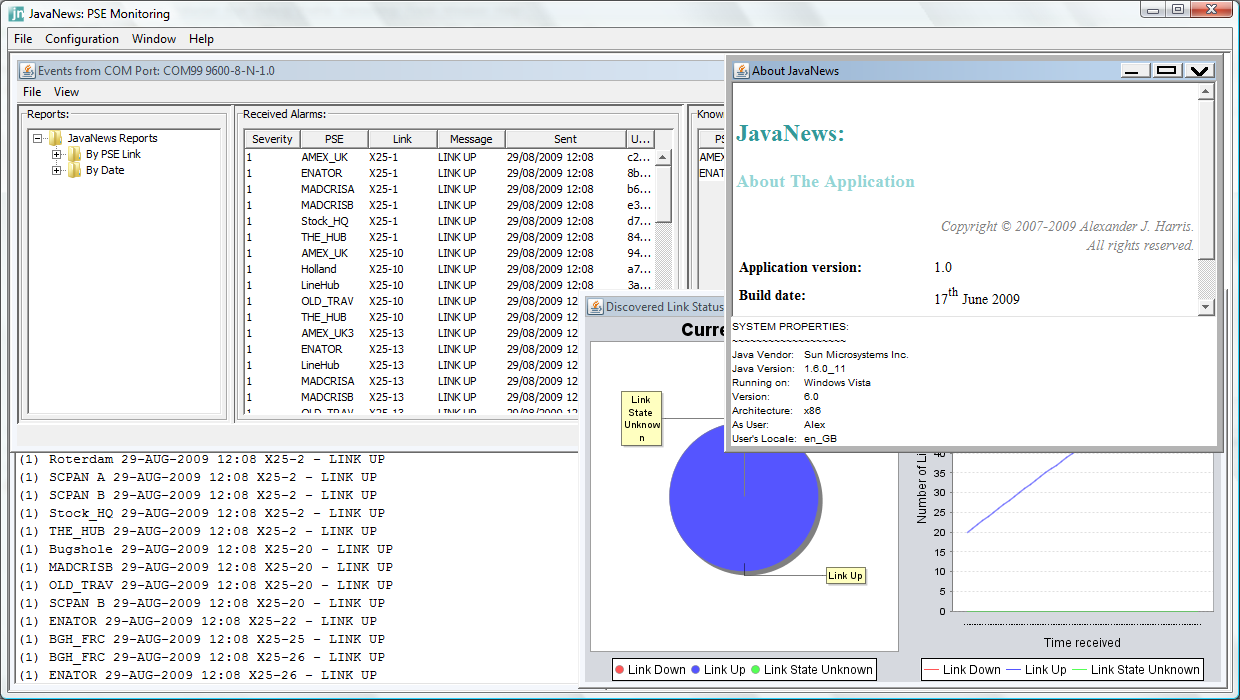 JavaNews: PSE Monitoring
File Configuration Window Help
Events from COM Port: COM99 9600-8-N-1.0
File View
Reports:
JavaNews Reports
By PSE Link
By Date
Received Alarms:
Severity PSE Link Message Sent U...
1 AMEX_UK X25-1 LINK UP 29/08/2009 12:08 c2...
1 ENATOR X25-1 LINK UP 29/08/2009 12:08 8b...
1 MADCRISA X25-1 LINK UP 29/08/2009 12:08 b6...
1 MADCRISB X25-1 LINK UP 29/08/2009 12:08 e3...
1 Stock_HQ X25-1 LINK UP 29/08/2009 12:08 d7...
1 THE_HUB X25-1 LINK UP 29/08/2009 12:08 84...
1 AMEX_UK X25-10 LINK UP 29/08/2009 12:08 94...
1 Holland X25-10 LINK UP 29/08/2009 12:08 a7...
1 LineHub X25-10 LINK UP 29/08/2009 12:08 3a...
1 OLD_TRAV X25-10 LINK UP 29/08/2009 12:0
1 THE_HUB X25-10 LINK UP 29/08/2009 12:0
1 AMEX_UK3 X25-13 LINK UP 29/08/2009 12:0
1 ENATOR X25-13 LINK UP 29/08/2009 12:0
1 LineHub X25-13 LINK UP 29/08/2009 12:0
1 MADCRISA X25-13 LINK UP 29/08/2009 12:0
1 MADCRISB X25-13 LINK UP 29/08/2009 12:0
1 OLD_TRAV X25-13 LINK UP 29/08/2009 12:0
Know
PS
AMEX
ENAT
(1) Roterdam 29-AUG-2009 12:08 X25-2 - LINK UP
(1) SCPAN A 29-AUG-2009 12:08 X25-2 - LINK UP
(1) SCPAN B 29-AUG-2009 12:08 X25-2 - LINK UP
(1) Stock_HQ 29-AUG-2009 12:08 X25-2 - LINK UP
(1) THE_HUB 29-AUG-2009 12:08 X25-2 - LINK UP
(1) Bugshole 29-AUG-2009 12:08 X25-20 - LINK UP
(1) MADCRISB 29-AUG-2009 12:08 X25-20 - LINK UP
(1) OLD_TRAV 29-AUG-2009 12:08 X25-20 - LINK UP
(1) SCPAN B 29-AUG-2009 12:08 X25-20 - LINK UP
(1) ENATOR 29-AUG-2009 12:08 X25-22 - LINK UP
(1) BGH_FRC 29-AUG-2009 12:08 X25-25 - LINK UP
(1) BGH_FRC 29-AUG-2009 12:08 X25-26 - LINK UP
(1) ENATOR 29-AUG-2009 12:08 X25-26 - LINK UP
Discovered Link Status
Curre
Link
State
Unknow
n
Link Up
Link Down Link Up Link State Unknown
About JavaNews
JavaNews:
About The Application
Copyright © 2007-2009 Alexander J. Harris.
All rights reserved.
Application version: 1.0
Build date: 17th June 2009
SYSTEM PROPERTIES:
~~~~~~~~~~~~~~~~~~~
Java Vendor: Sun Microsystems Inc.
Java Version: 1.6.0_11
Running on: Windows Vista
Version: 6.0
Architecture: x86
As User: Alex
User's Locale: en_GB
Number of Li
40
35
30
25
20
15
10
5
0
Time received
Link Down Link Up Link State Unknown